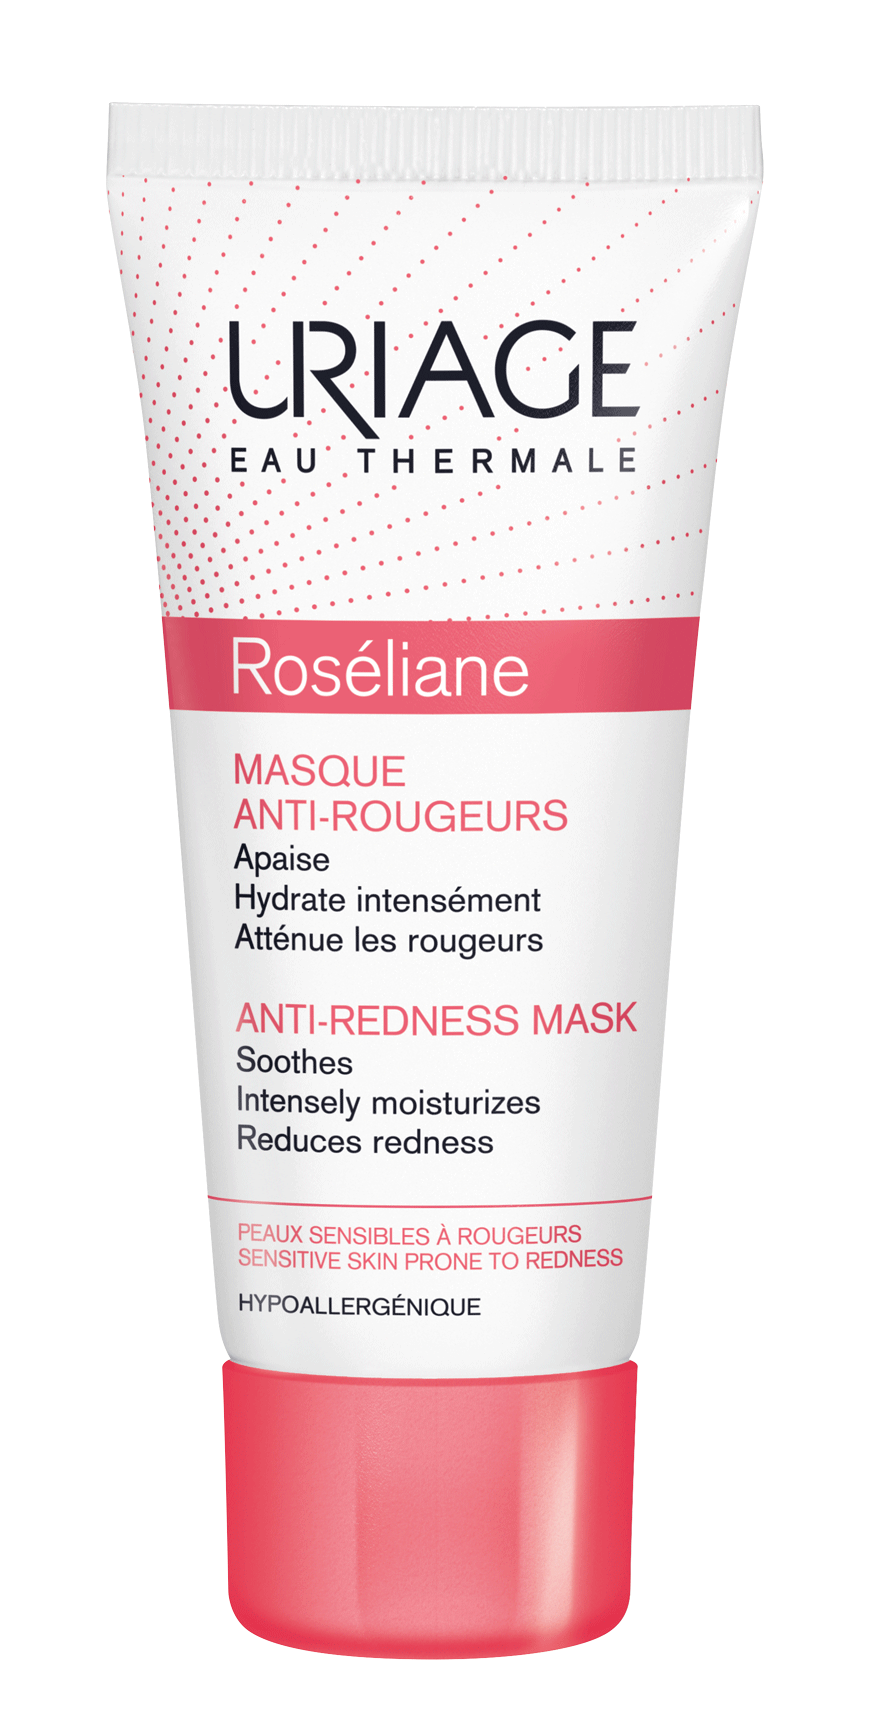 URIAGE
EAU THERMALE
Roséliane
MASQUE
ANTI-ROUGEURS
Apaise
Hydrate intensément
Atténue les rougeurs
ANTI-REDNESS MASK
Soothes
Intensely moisturizes
Reduces redness
PEAUX SENSIBLES À ROUGEURS
SENSITIVE SKIN PRONE TO REDNESS
HYPOALLERGÉNIQUE